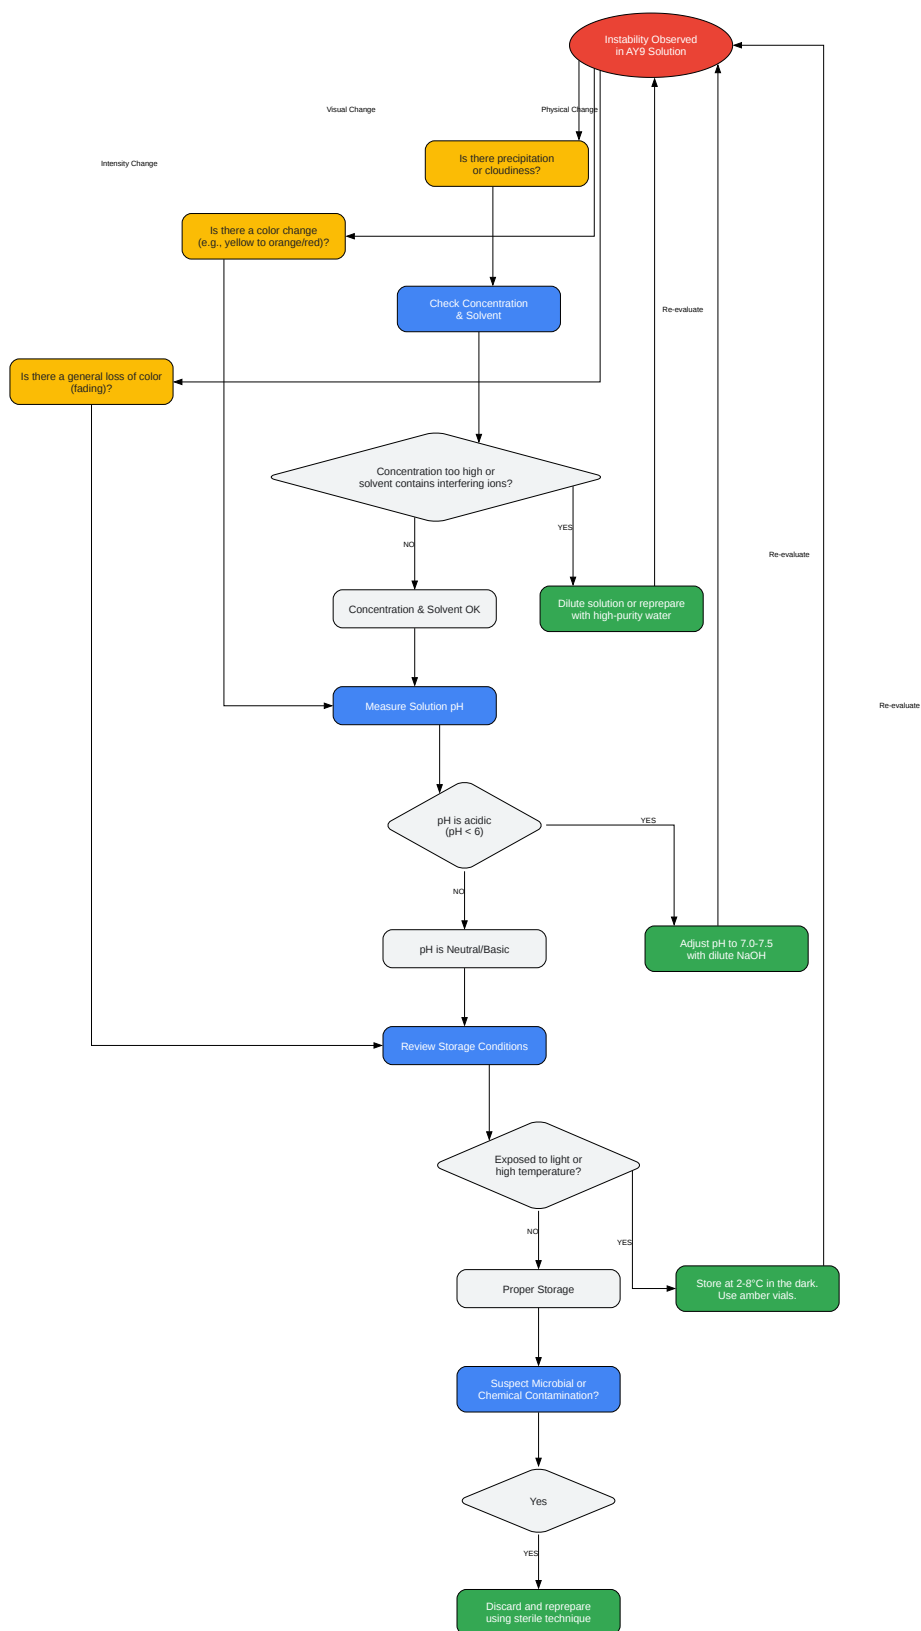 Instability Observed
in AY9 Solution
Visual Change
Physical Change
Is there precipitation
or cloudiness?
Intensity Change
Is there a color change
(e.g., yellow to orange/red)?
Check Concentration
& Solvent
Re-evaluate
Is there a general loss of color
(fading)?
Concentration too high or
solvent contains interfering ions?
YES
NO
Re-evaluate
Concentration & Solvent OK
Dilute solution or reprepare
with high-purity water
Measure Solution pH
Re-evaluate
pH is acidic
(pH < 6)
YES
NO
pH is Neutral/Basic
Adjust pH to 7.0-7.5
with dilute NaOH
Review Storage Conditions
Exposed to light or
high temperature?
NO
YES
Proper Storage
Store at 2-8°C in the dark.
Use amber vials.
Suspect Microbial or
Chemical Contamination?
Yes
YES
Discard and reprepare
using sterile technique